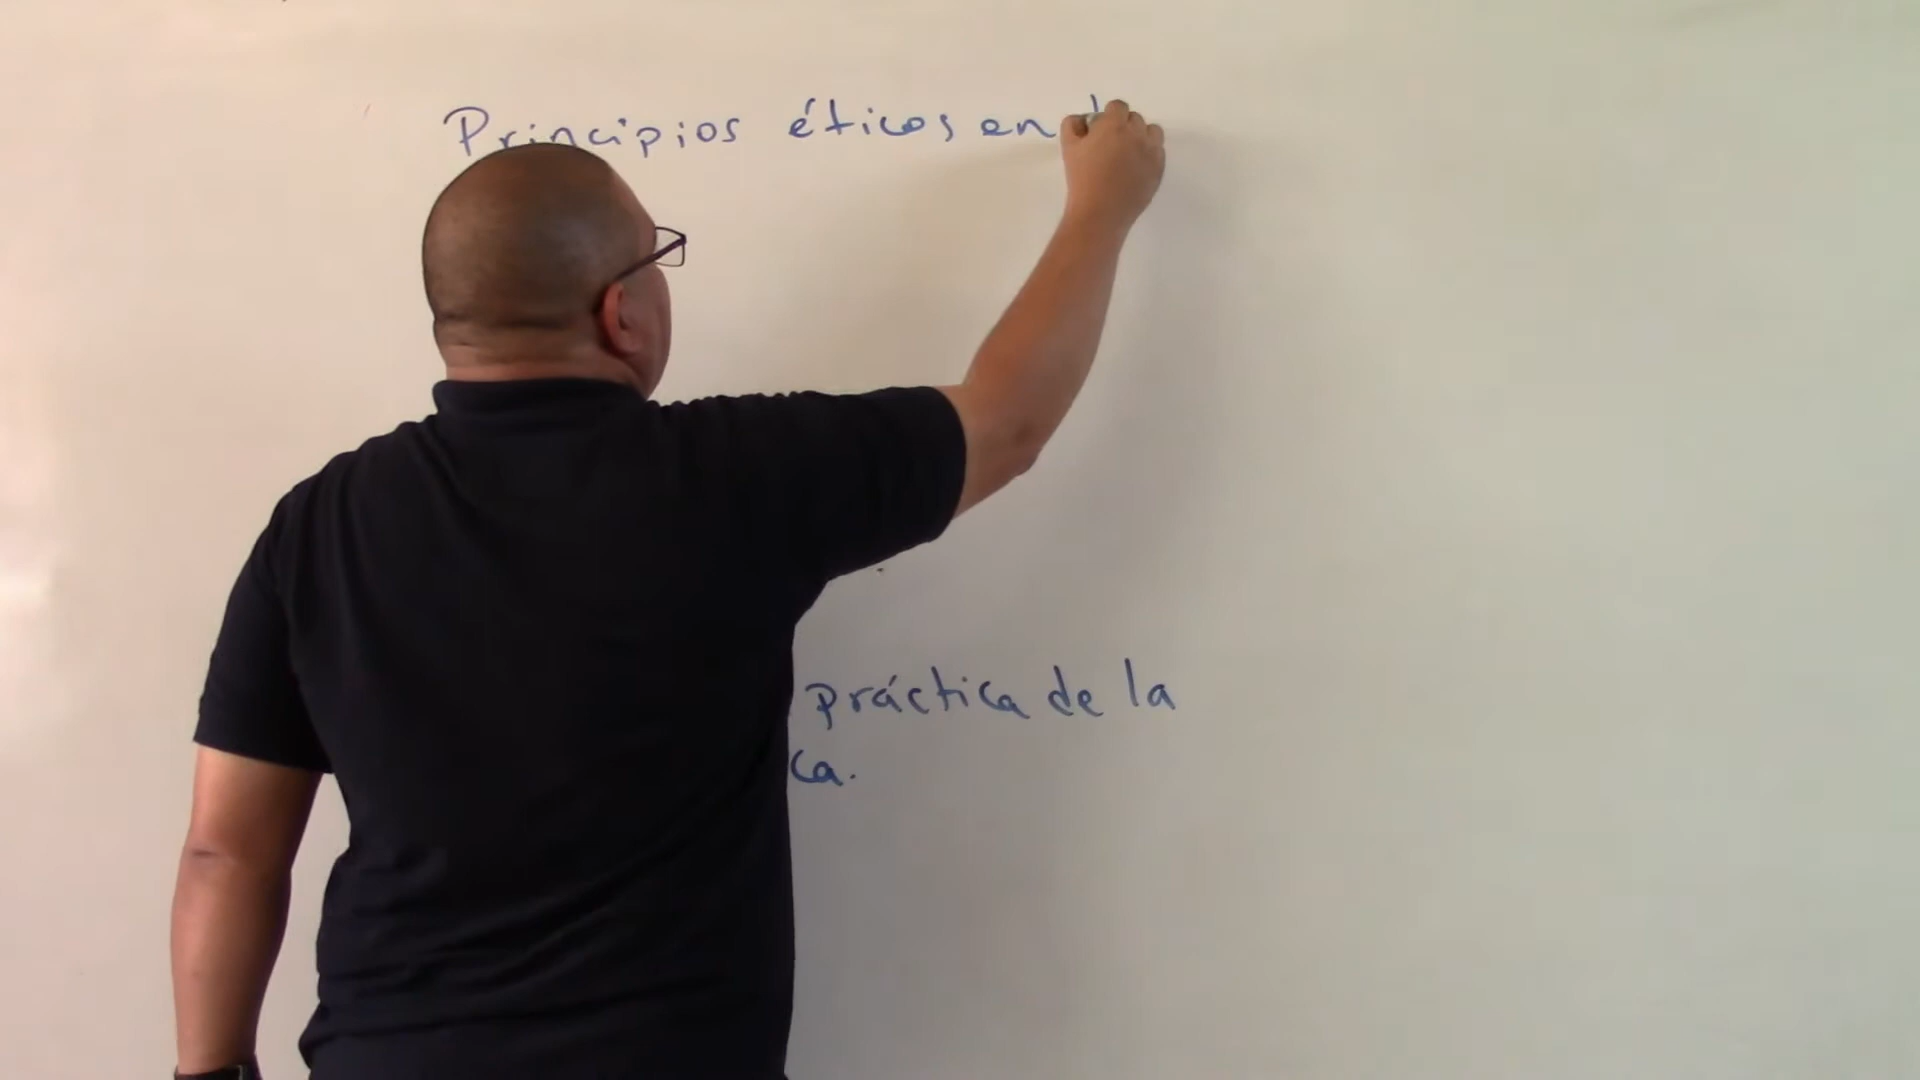 Principios éticos en
práctica de la
ca.